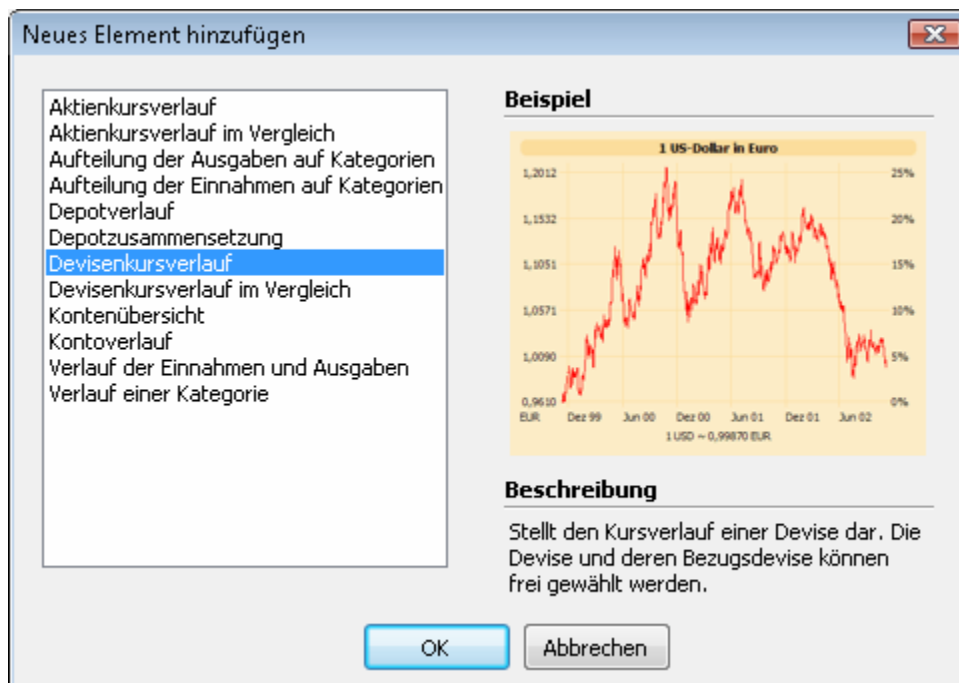 Neues Element hinzufügen
Aktienkursverlauf
Aktienkursverlauf im Vergleich
Aufteilung der Ausgaben auf Kategorien
Aufteilung der Einnahmen auf Kategorien
Depotverlauf
Depotzusammensetzung
Devisenkursverlauf
Devisenkursverlauf im Vergleich
Kontenübersicht
Kontoverlauf
Verlauf der Einnahmen und Ausgaben
Verlauf einer Kategorie
Beispiel
1 US-Dollar in Euro
1,2012 25%
1,1532 20%
1,1051 15%
1,0571 10%
1,0090 5%
0,9610 0%
EUR Dez 99 Jun 00 Dez 00 Jun 01 Dez 01 Jun 02
1 USD ~ 0,99870 EUR
Beschreibung
Stellt den Kursverlauf einer Devise dar. Die
Devise und deren Bezugsdevise können
frei gewählt werden.
OK Abbrechen